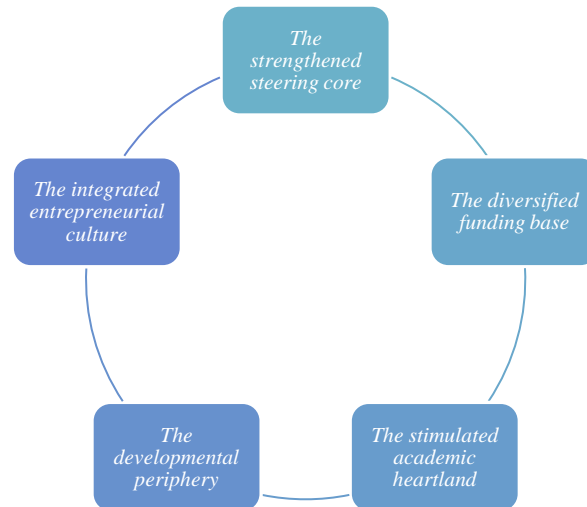 The
strengthened
steering core
The integrated
entrepreneurial
culture
The diversified
funding base
The
developmental
periphery
The stimulated
academic
heartland